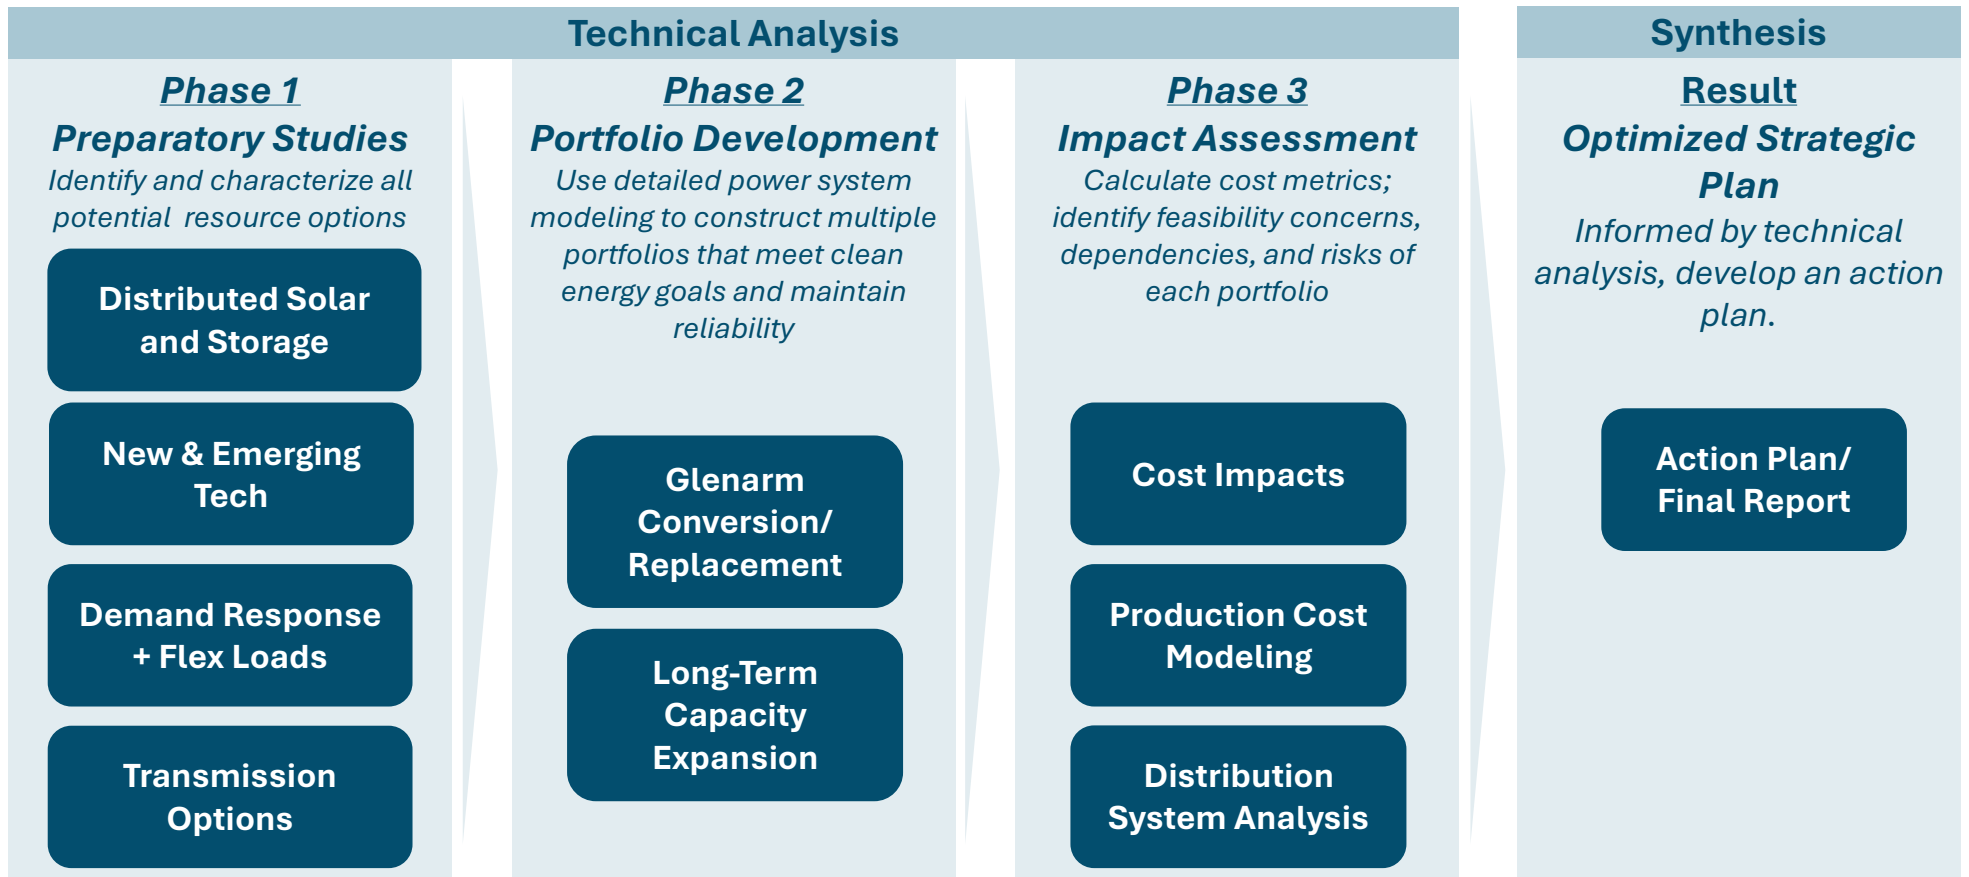 Technical Analysis
Synthesis
Phase 1
Preparatory Studies
Identify and characterize all
potential resource options
Distributed Solar
and Storage
New & Emerging
Tech
Demand Response
+ Flex Loads
Transmission
Options
Phase 2
Portfolio Development
Use detailed power system
modeling to construct multiple
portfolios that meet clean
energy goals and maintain
reliability
Glenarm
Conversion/
Replacement
Long-Term
Capacity
Expansion
Phase 3
Impact Assessment
Calculate cost metrics;
identify feasibility concerns,
dependencies, and risks of
each portfolio
Cost Impacts
Production Cost
Modeling
Distribution
System Analysis
Result
Optimized Strategic
Plan
Informed by technical
analysis, develop an action
plan.
Action Plan/
Final Report